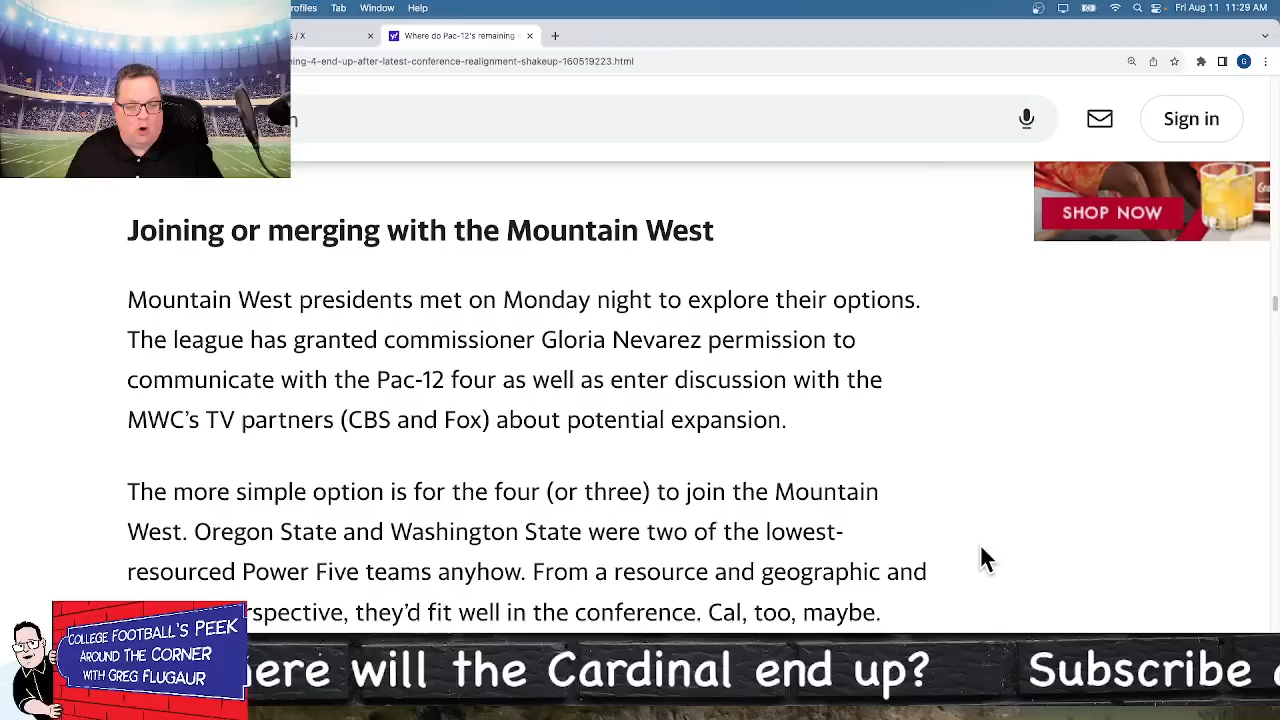 rofiles Tab Window Help Fri Aug 11 11:29 AM
s / X Where do Pac-12's remaining
ning-4-end-up-after-latest-conference-realignment-shakeup-160519223.html
n Sign in
SHOP NOW
Joining or merging with the Mountain West
Mountain West presidents met on Monday night to explore their options.
The league has granted commissioner Gloria Nevarez permission to
communicate with the Pac-12 four as well as enter discussion with the
MWC's TV partners (CBS and Fox) about potential expansion.
The more simple option is for the four (or three) to join the Mountain
West. Oregon State and Washington State were two of the lowest-
resourced Power Five teams anyhow. From a resource and geographic and
rspective, they'd fit well in the conference. Cal, too, maybe.
COLLEGE FOOTBALL'S PEEK
AROUND THE CORNER
WITH GREG FLUGAUR
ere will the Cardinal end up? Subscribe